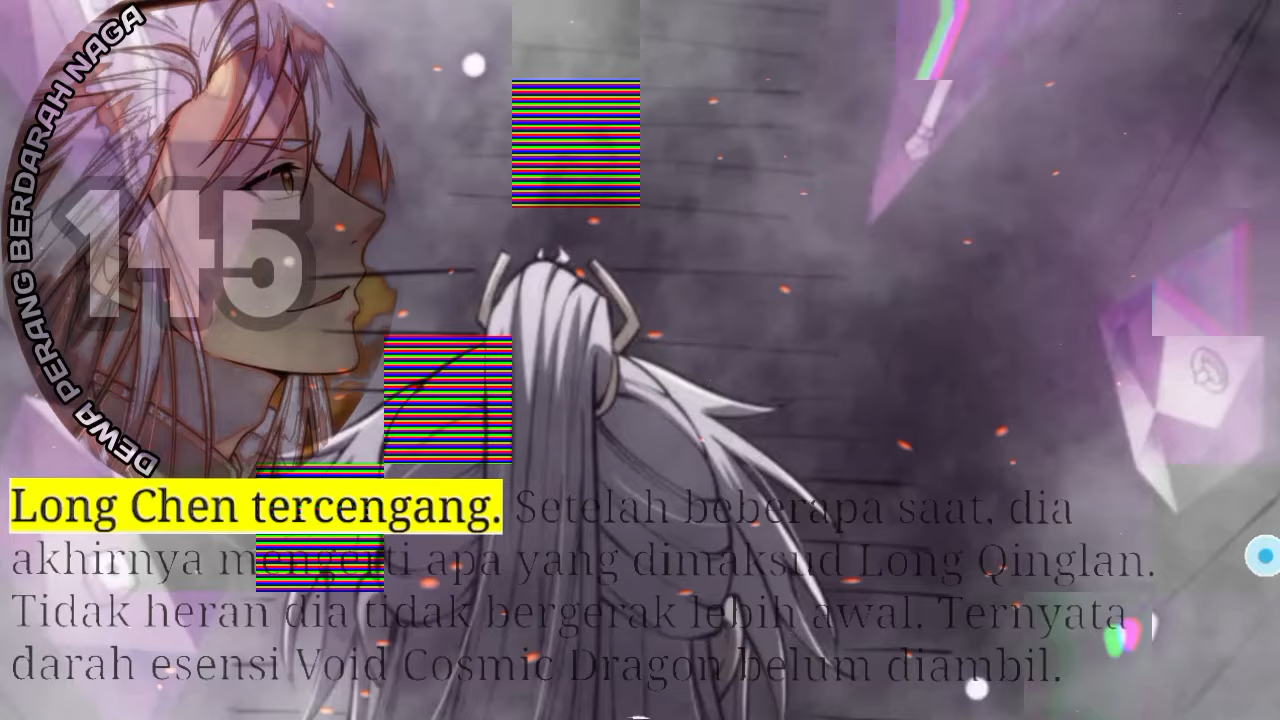 DEWA PERANG BERDARAH NAGA
145
Long Chen tercengang. Setelah beberapa saat, dia
akhirnya mengerti apa yang dimaksud Long Qinglan.
Tidak heran dia tidak bergerak lebih awal. Ternyata
darah esensi Void Cosmic Dragon belum diambil.